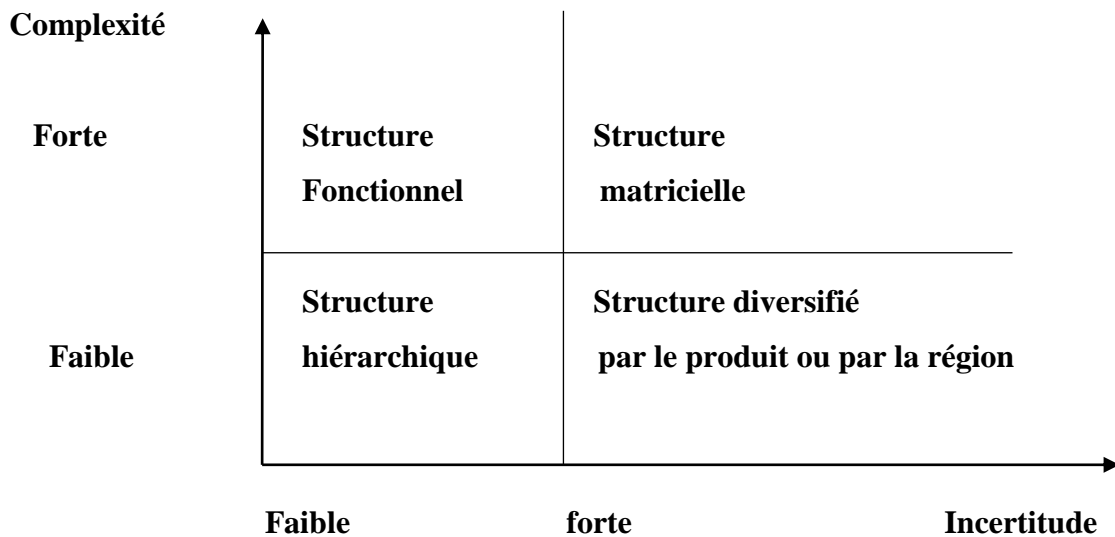 Complexité
Forte
Structure
Fonctionnel
Structure
matricielle
Faible
Structure
hiérarchique
Structure diversifié
par le produit ou par la région
Faible
forte
Incertitude